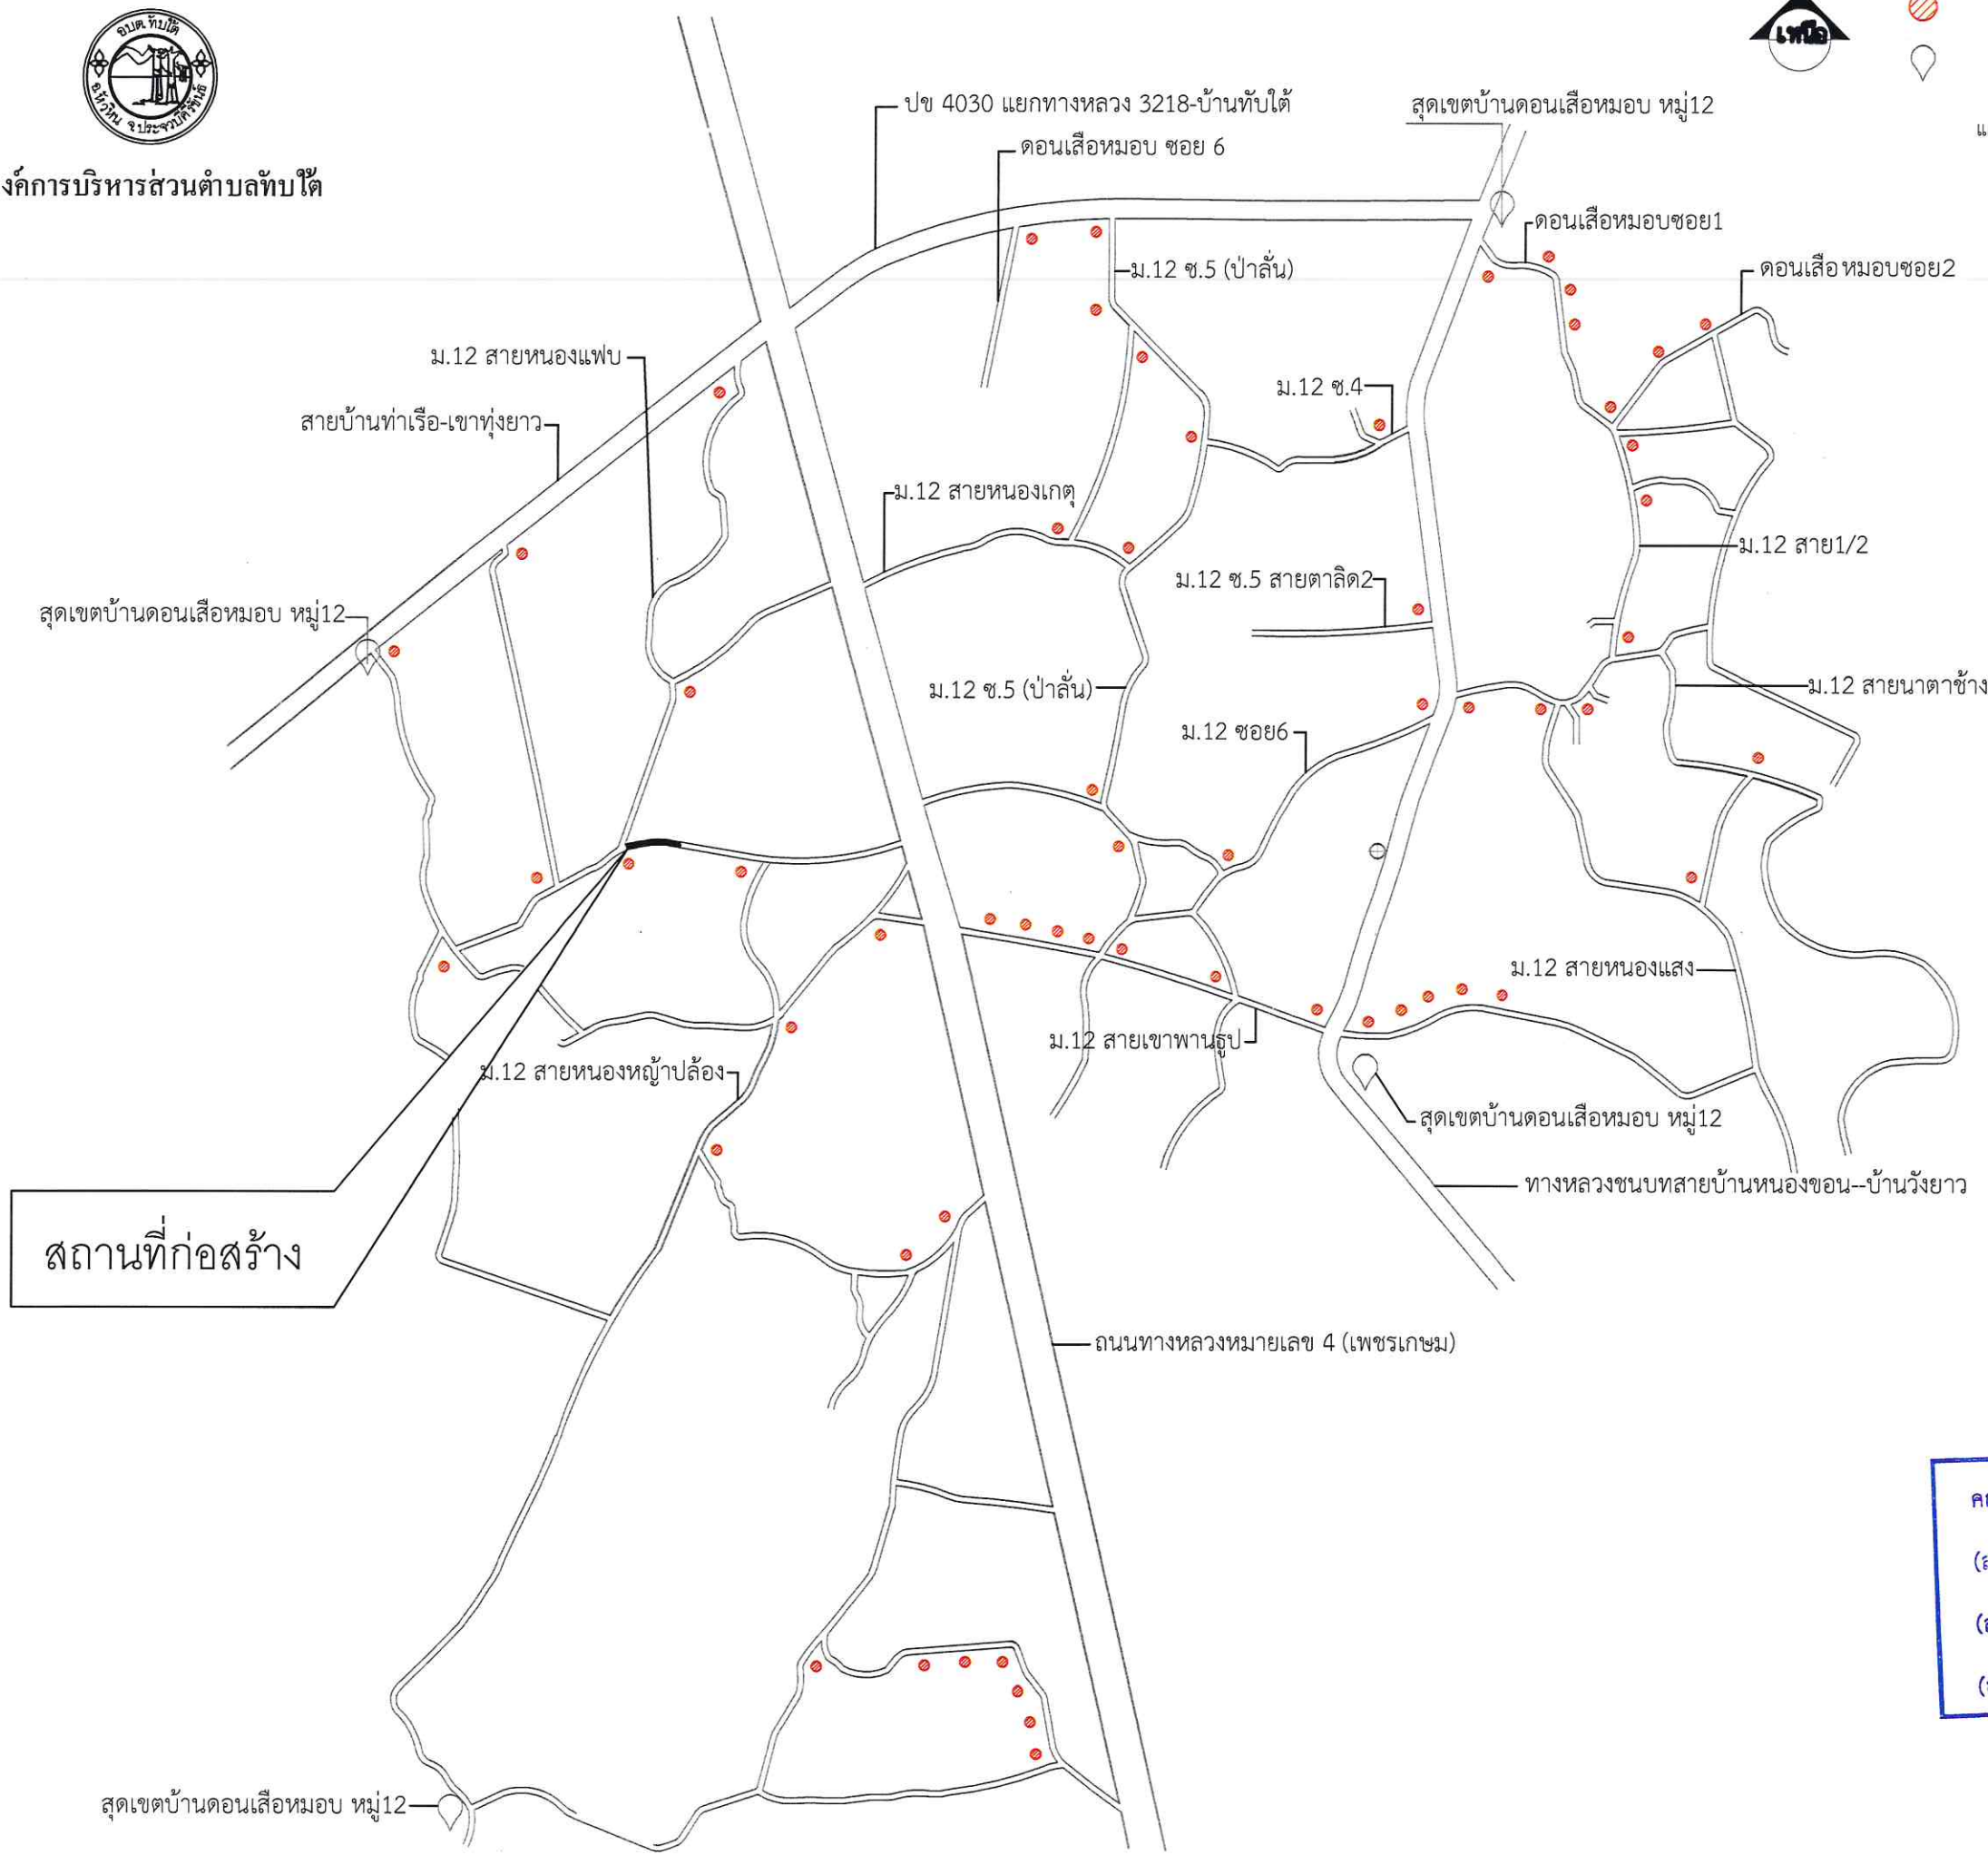 อบต.ทับใต้
อ.หัวหิน จ.ประจวบคีรีขันธ์
งค์การบริหารส่วนตำบลทับใต้
เหนือ
ปข 4030 แยกทางหลวง 3218-บ้านทับใต้
สุดเขตบ้านดอนเสือหมอบ หมู่12
แ
ดอนเสือหมอบ ซอย 6
ดอนเสือหมอบซอย1
ม.12 ซ.5 (ป่าลั่น)
ดอนเสือหมอบซอย2
ม.12 สายหนองแฟบ
ม.12 ซ.4
สายบ้านท่าเรือ-เขาทุ่งยาว
ม.12 สายหนองเกตุ
ม.12 สาย1/2
ม.12 ซ.5 สายตาลิด2
สุดเขตบ้านดอนเสือหมอบ หมู่12
ม.12 ซ.5 (ป่าลั่น)
ม.12 สายนาตาช้าง
ม.12 ซอย6
ม.12 สายหนองแสง
ม.12 สายเขาพานธูป
ม.12 สายหนองหญ้าปล้อง
สุดเขตบ้านดอนเสือหมอบ หมู่12
ทางหลวงชนบทสายบ้านหนองขอน--บ้านวังยาว
สถานที่ก่อสร้าง
ถนนทางหลวงหมายเลข 4 (เพชรเกษม)
สุดเขตบ้านดอนเสือหมอบ หมู่12